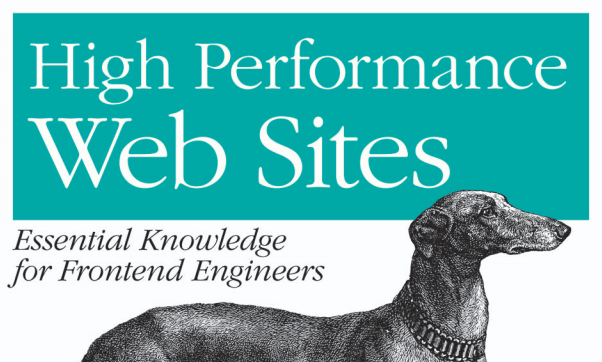 High Performance
Web Sites
Essential Knowledge
for Frontend Engineers